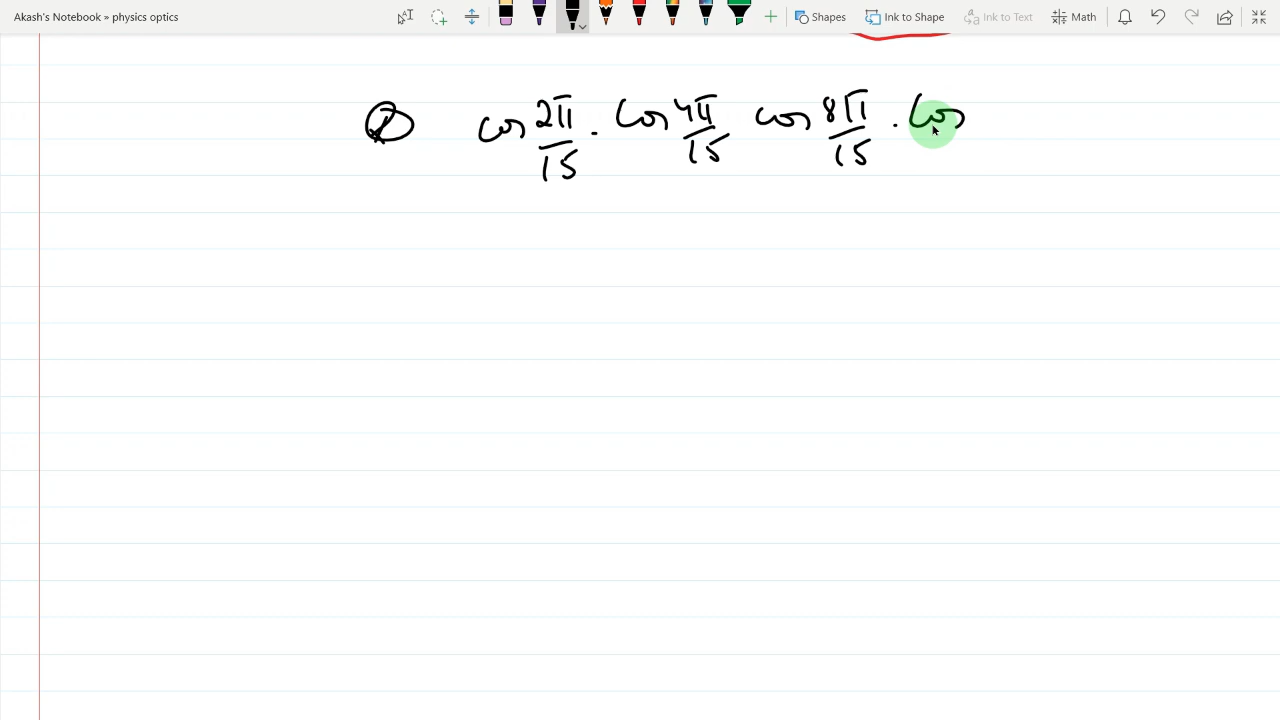 Akash's Notebook » physics optics
Shapes Ink to Shape Ink to Text Math
Q cos 2π/15 . cos 4π/15 cos 8π/15 . cos